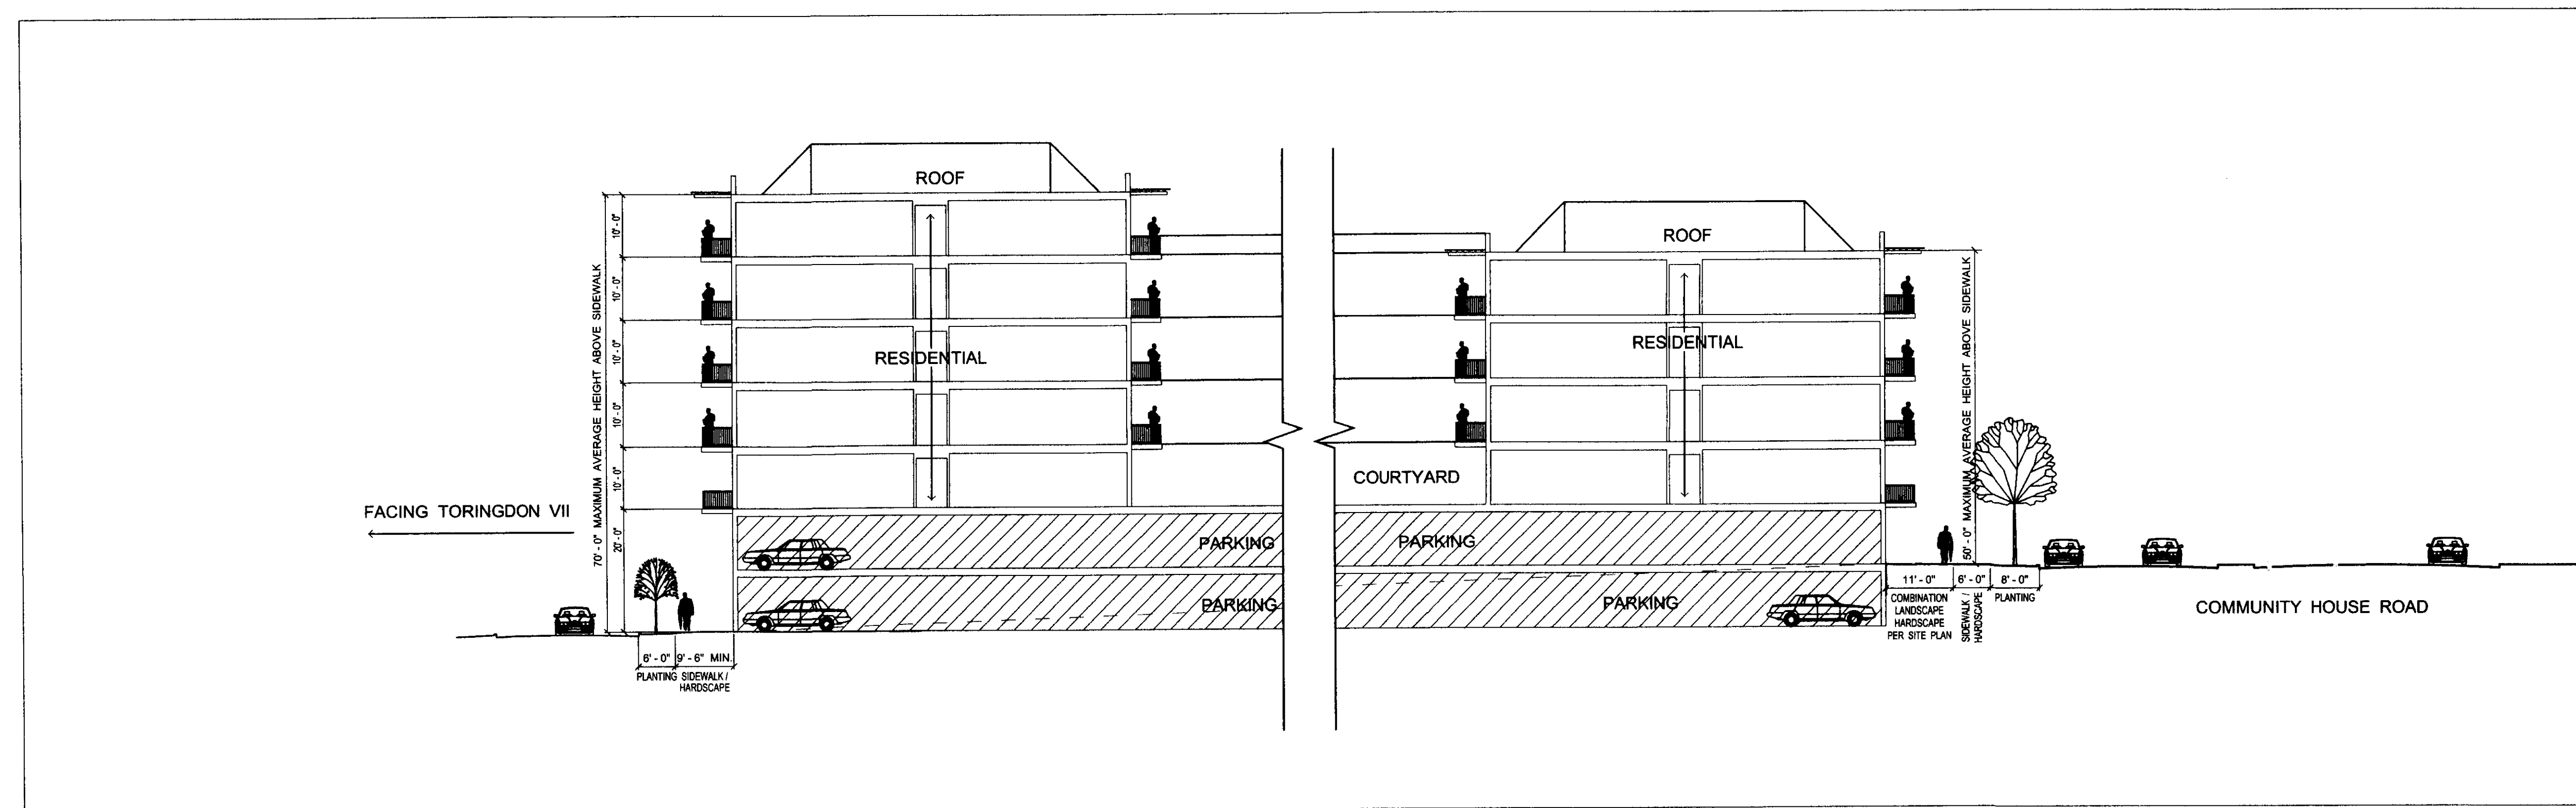 ROOF
ROOF
10' - 0"
10' - 0"
10' - 0"
10' - 0"
10' - 0"
20' - 0"
70' - 0" MAXIMUM AVERAGE HEIGHT ABOVE SIDEWALK
RESIDENTIAL
RESIDENTIAL
50' - 0" MAXIMUM AVERAGE HEIGHT ABOVE SIDEWALK
COURTYARD
FACING TORINGDON VII
PARKING
PARKING
PARKING
PARKING
11' - 0"
6' - 0"
8' - 0"
COMBINATION
LANDSCAPE
HARDSCAPE
PER SITE PLAN
SIDEWALK /
HARDSCAPE
PLANTING
COMMUNITY HOUSE ROAD
6' - 0"
9' - 6" MIN.
PLANTING
SIDEWALK /
HARDSCAPE